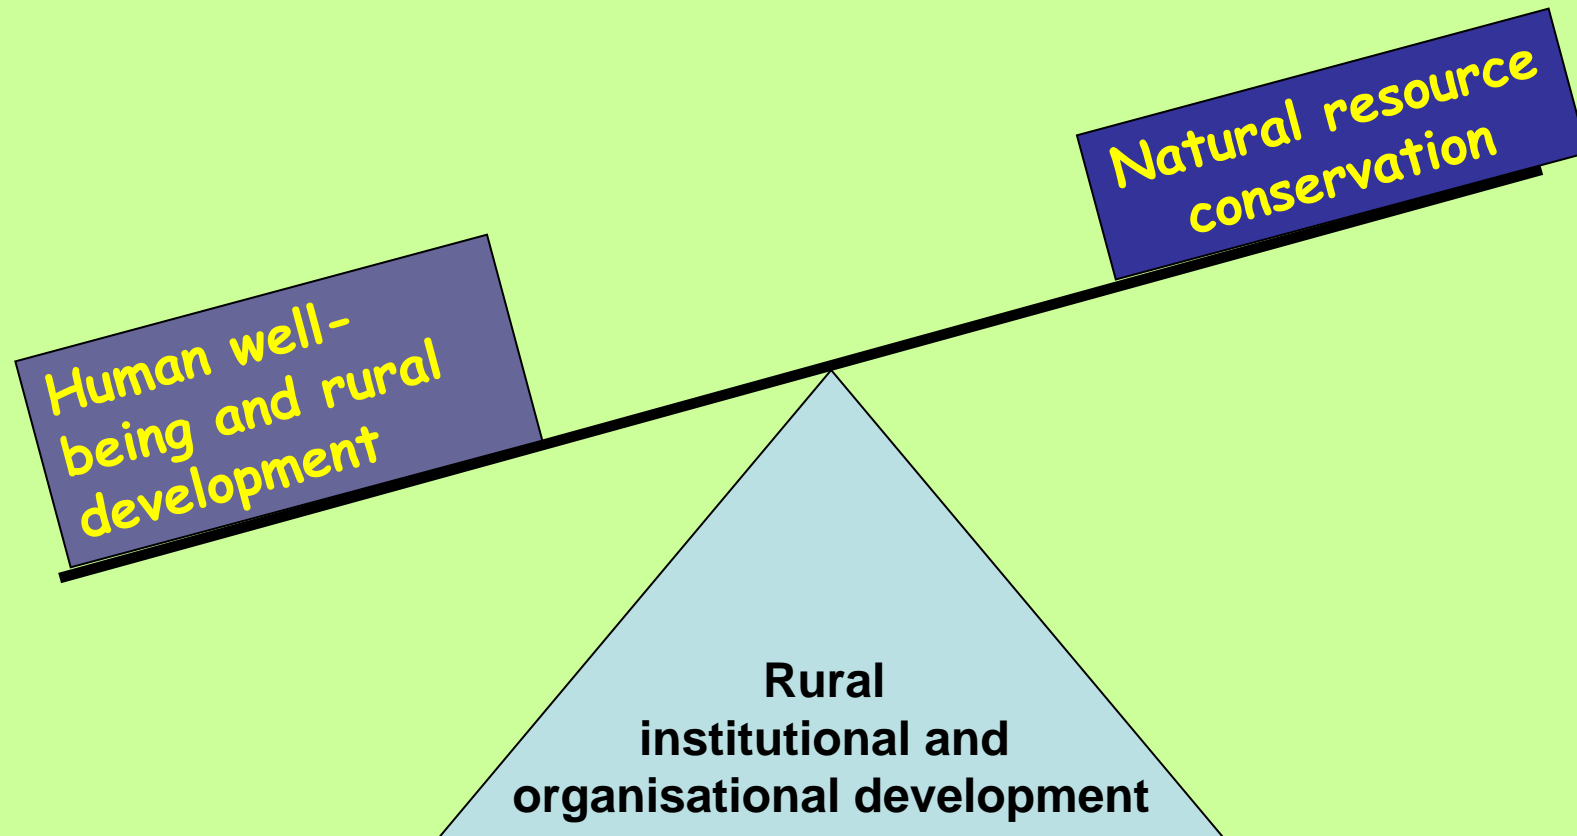 Natural resource
conservation
Human well-
being and rural
development
Rural
institutional and
organisational development